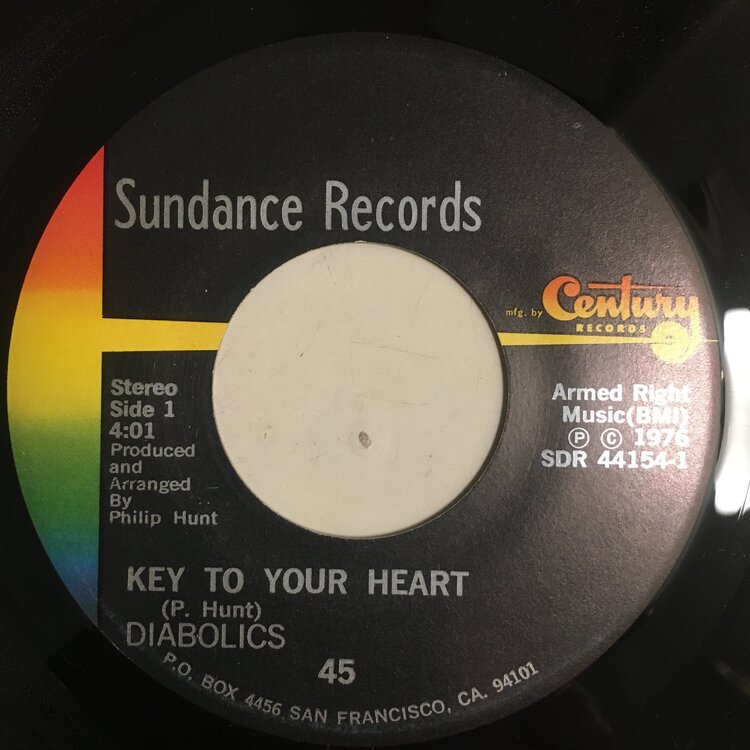 Sundance Records
mfg. by Century
RECORDS
Stereo
Side 1
4:01
Produced
and
Arranged
By
Philip Hunt
Armed Right
Music(BMI)
Ⓟ © 1976
SDR 44154-1
KEY TO YOUR HEART
(P. Hunt)
DIABOLICS
45
P.O. BOX 4456, SAN FRANCISCO, CA. 94101